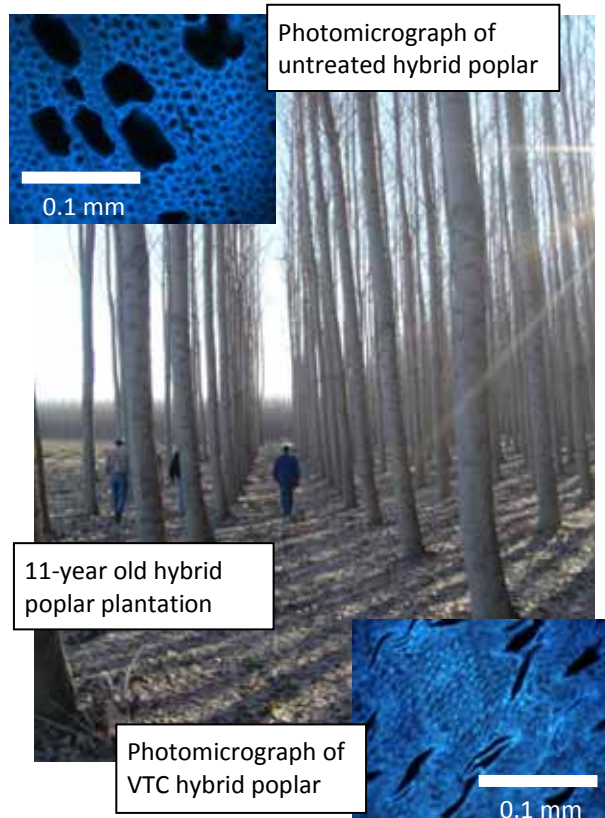 Photomicrograph of
untreated hybrid poplar
0.1 mm
11-year old hybrid
poplar plantation
Photomicrograph of
VTC hybrid poplar
0.1 mm